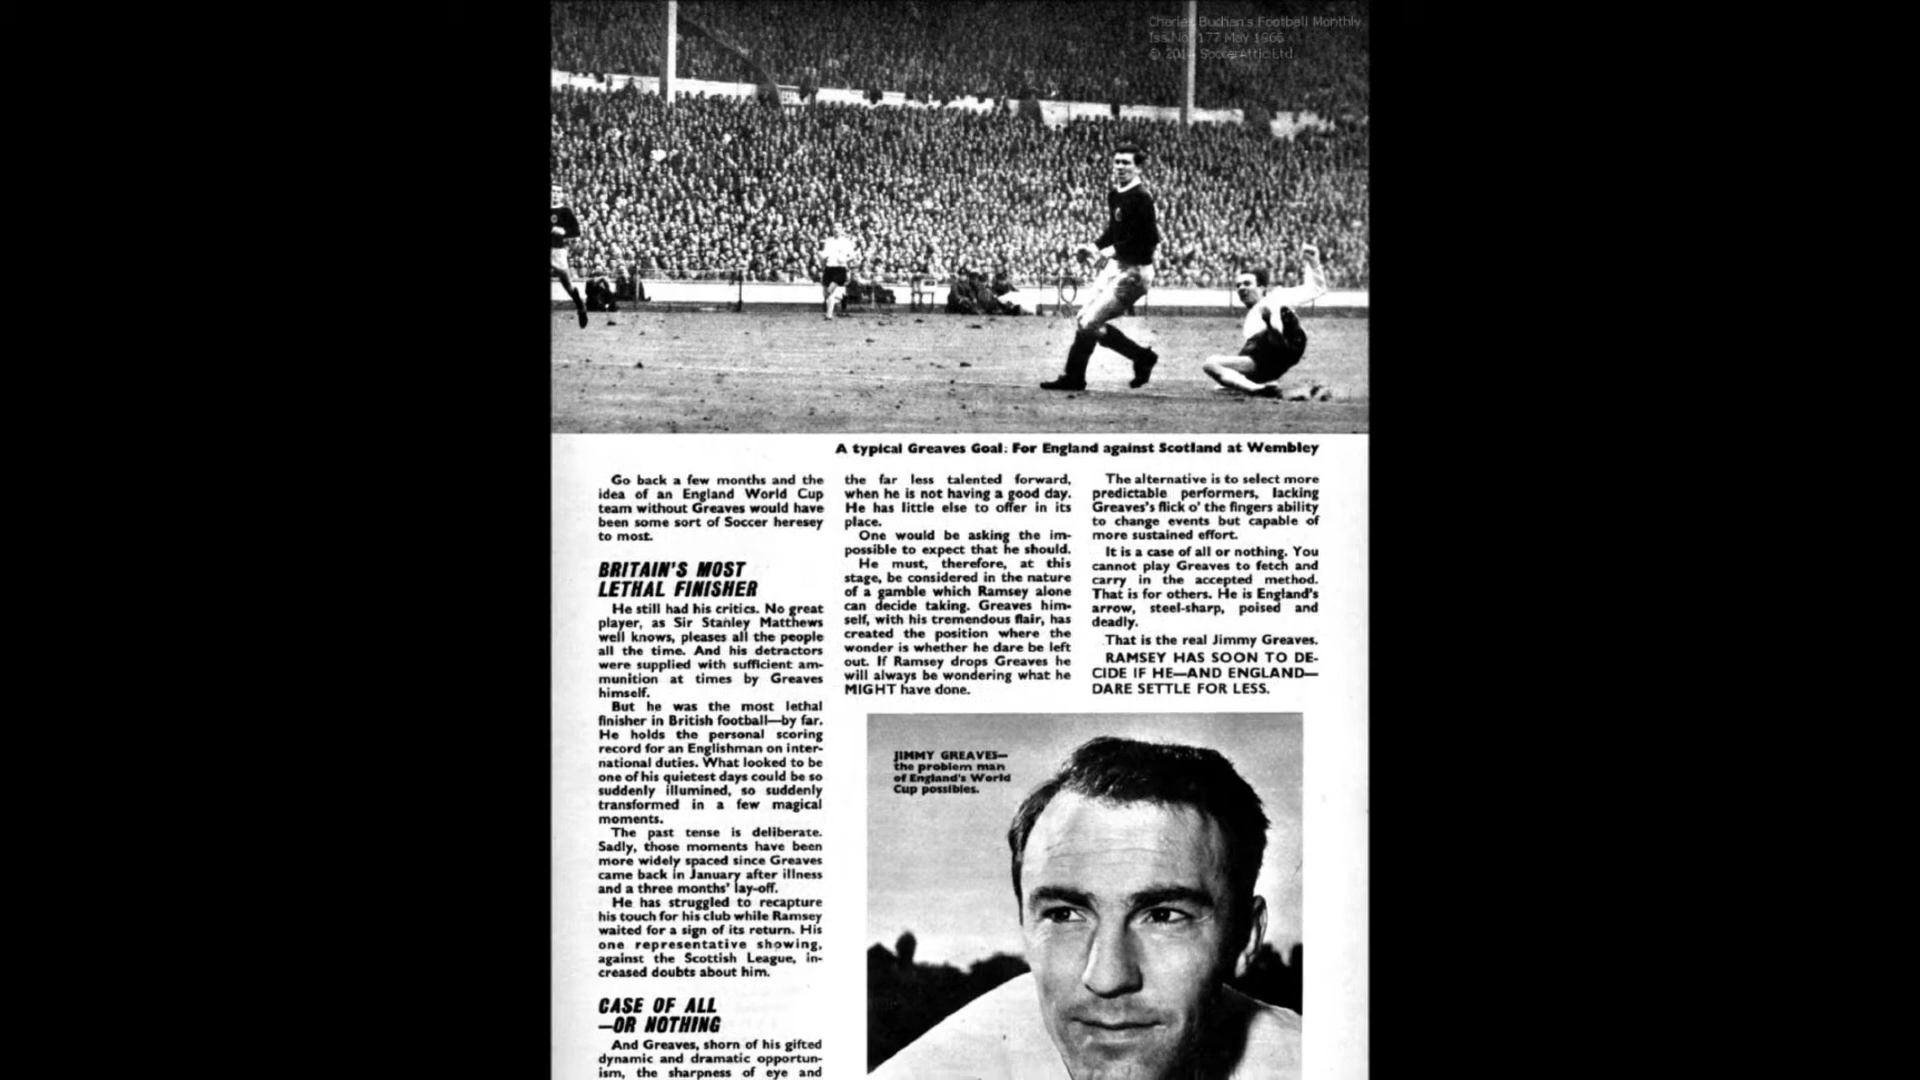 Charles Buchan's Football Monthly
Iss.No. 177 May 1966
SoccerAttic Ltd
A typical Greaves Goal: For England against Scotland at Wembley
Go back a few months and the
idea of an England World Cup
team without Greaves would have
been some sort of Soccer heresey
to most.
BRITAIN'S MOST
LETHAL FINISHER
He still had his critics. No great
player, as Sir Stanley Matthews
well knows, pleases all the people
all the time. And his detractors
were supplied with sufficient am-
munition at times by Greaves
himself.
But he was the most lethal
finisher in British football—by far.
He holds the personal scoring
record for an Englishman on inter-
national duties. What looked to be
one of his quietest days could be so
suddenly illumined, so suddenly
transformed in a few magical
moments.
The past tense is deliberate.
Sadly, those moments have been
more widely spaced since Greaves
came back in January after illness
and a three months' lay-off.
He has struggled to recapture
his touch for his club while Ramsey
waited for a sign of its return. His
one representative showing,
against the Scottish League, in-
creased doubts about him.
CASE OF ALL
—OR NOTHING
And Greaves, shorn of his gifted
dynamic and dramatic opportun-
ism, the sharpness of eye and
the far less talented forward,
when he is not having a good day.
He has little else to offer in its
place.
One would be asking the im-
possible to expect that he should.
He must, therefore, at this
stage, be considered in the nature
of a gamble which Ramsey alone
can decide taking. Greaves him-
self, with his tremendous flair, has
created the position where the
wonder is whether he dare be left
out. If Ramsey drops Greaves he
will always be wondering what he
MIGHT have done.
The alternative is to select more
predictable performers, lacking
Greaves's flick o' the fingers ability
to change events but capable of
more sustained effort.
It is a case of all or nothing. You
cannot play Greaves to fetch and
carry in the accepted method.
That is for others. He is England's
arrow, steel-sharp, poised and
deadly.
That is the real Jimmy Greaves.
RAMSEY HAS SOON TO DE-
CIDE IF HE—AND ENGLAND—
DARE SETTLE FOR LESS.
JIMMY GREAVES—
the problem man
of England's World
Cup possibles.